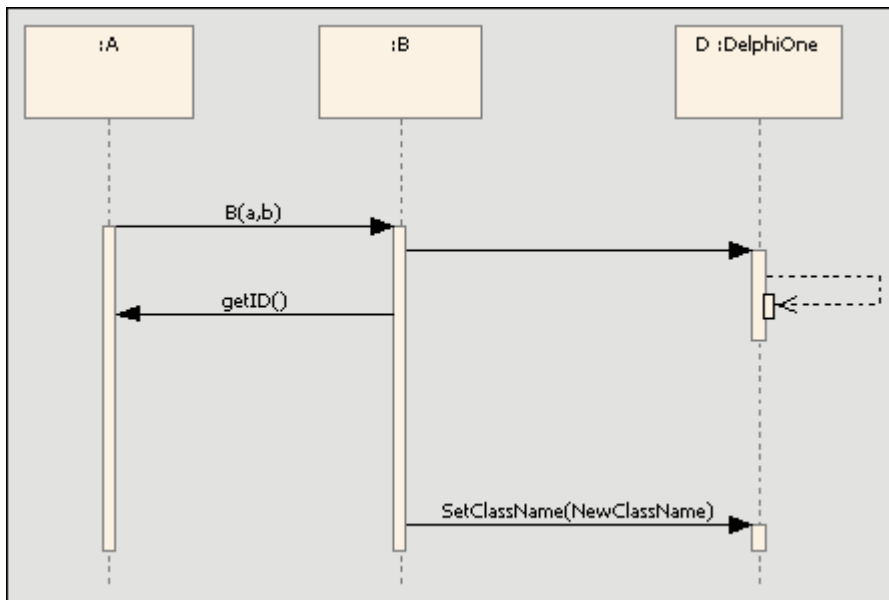 :A
:B
D :DelphiOne
B(a,b)
getID()
SetClassName(NewClassName)